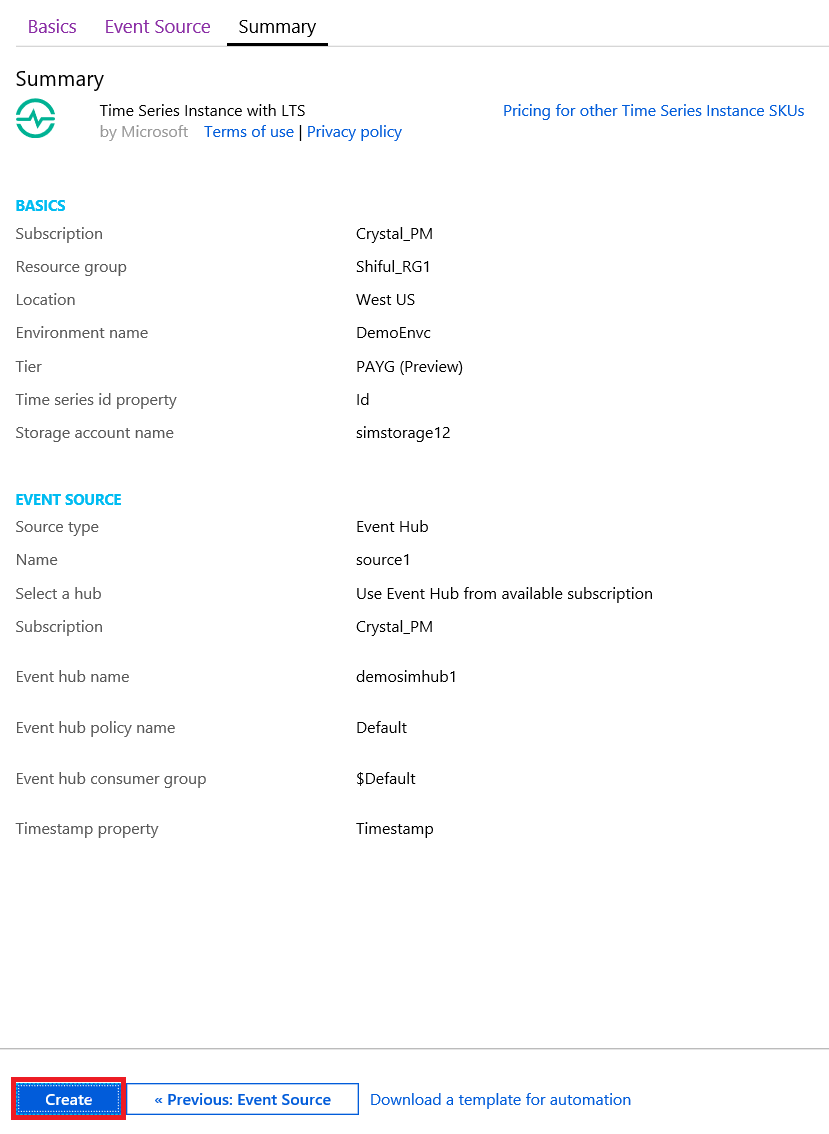 Basics Event Source Summary
Summary
Time Series Instance with LTS Pricing for other Time Series Instance SKUs
by Microsoft Terms of use | Privacy policy
BASICS
Subscription Crystal_PM
Resource group Shiful_RG1
Location West US
Environment name DemoEnvc
Tier PAYG (Preview)
Time series id property Id
Storage account name simstorage12
EVENT SOURCE
Source type Event Hub
Name source1
Select a hub Use Event Hub from available subscription
Subscription Crystal_PM
Event hub name demosimhub1
Event hub policy name Default
Event hub consumer group $Default
Timestamp property Timestamp
Create « Previous: Event Source Download a template for automation